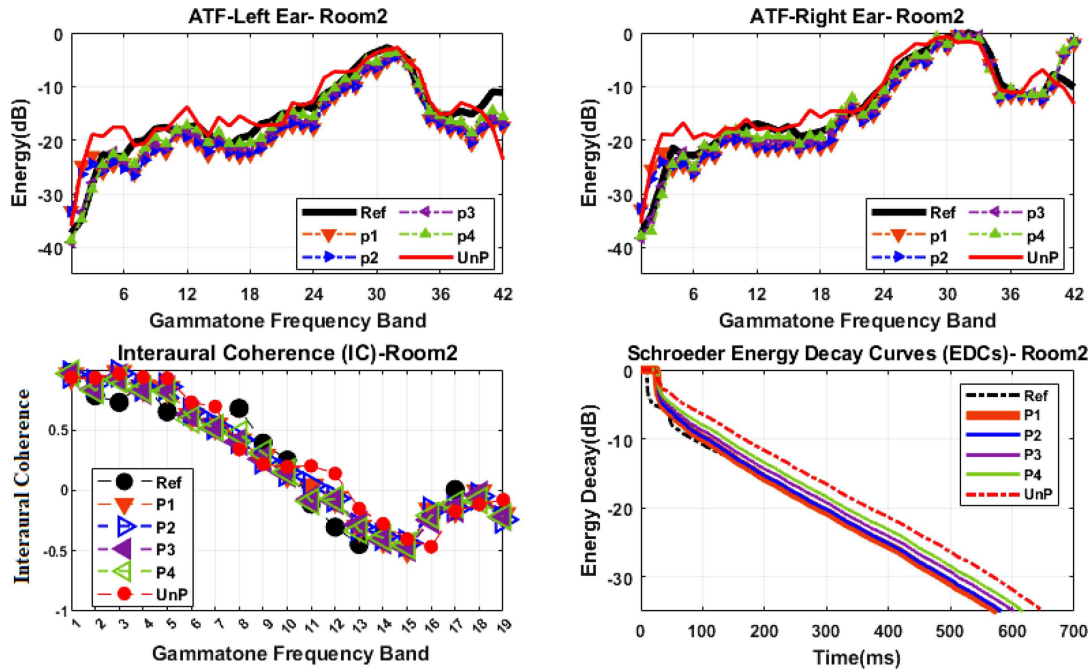 ATF-Left Ear- Room2
0
-10
-20
-30
-40
Energy(dB)
Ref
p1
p2
p3
p4
UnP
6 12 18 24 30 36 42
Gammatone Frequency Band
ATF-Right Ear- Room2
0
-10
-20
-30
-40
Energy(dB)
Ref
p1
p2
p3
p4
UnP
6 12 18 24 30 36 42
Gammatone Frequency Band
Interaural Coherence (IC)-Room2
0.5
0
-0.5
-1
Interaural Coherence
Ref
P1
P2
P3
P4
UnP
1 2 3 4 5 6 7 8 9 10 11 12 13 14 15 16 17 18 19
Gammatone Frequency Band
Schroeder Energy Decay Curves (EDCs)- Room2
0
-10
-20
-30
Energy Decay(dB)
Ref
P1
P2
P3
P4
UnP
0 100 200 300 400 500 600 700
Time(ms)